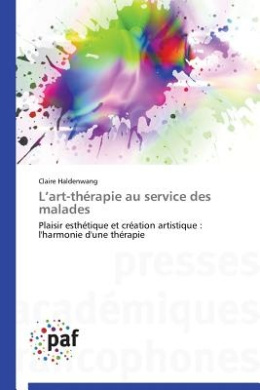 Claire Haldenwang
L'art-thérapie au service des
malades
Plaisir esthétique et création artistique :
l'harmonie d'une thérapie
presses
académiques
francophones
paf